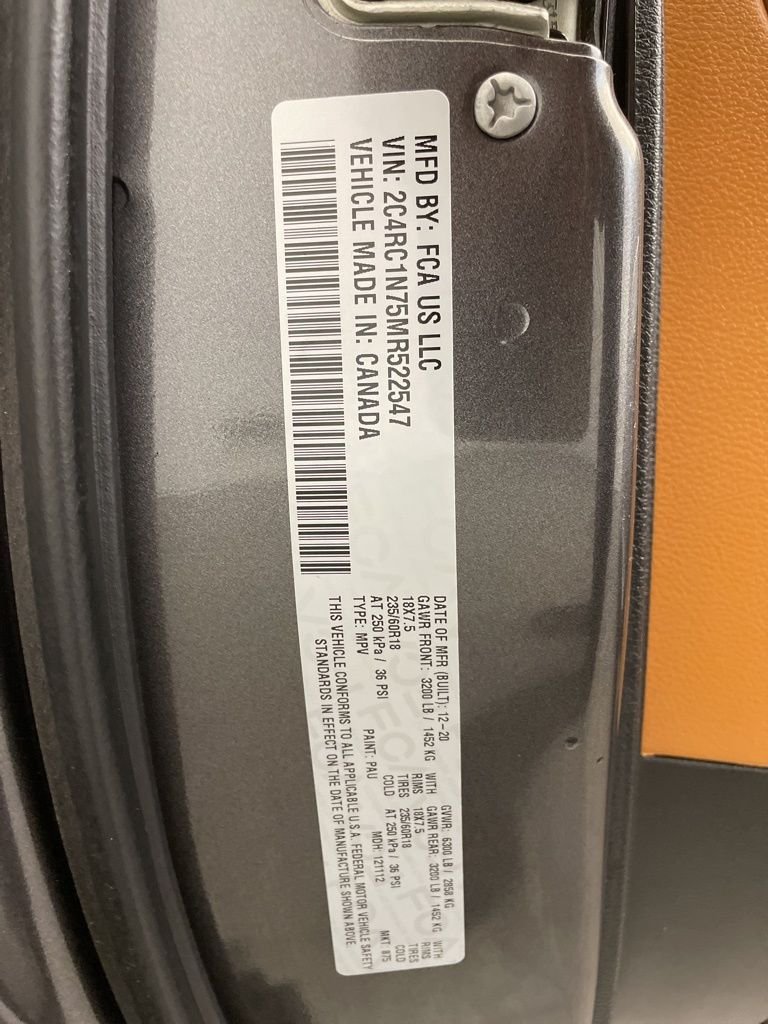 MFD BY: FCA US LLC
VIN: 2C4RC1N75MR522547
VEHICLE MADE IN: CANADA
DATE OF MFR (BUILT): 12-20 GVWR: 6300 LB / 2858 KG
GAWR FRONT: 3200 LB / 1452 KG WITH GAWR REAR: 3200 LB / 1452 KG WITH
18X7.5 RIMS 18X7.5 RIMS
235/60R18 TIRES 235/60R18 TIRES
AT 250 kPa / 36 PSI COLD AT 250 kPa / 36 PSI COLD
TYPE: MPV PAINT: PAU MDH: 121112 MKT: 875
THIS VEHICLE CONFORMS TO ALL APPLICABLE U.S.A. FEDERAL MOTOR VEHICLE SAFETY
STANDARDS IN EFFECT ON THE DATE OF MANUFACTURE SHOWN ABOVE.